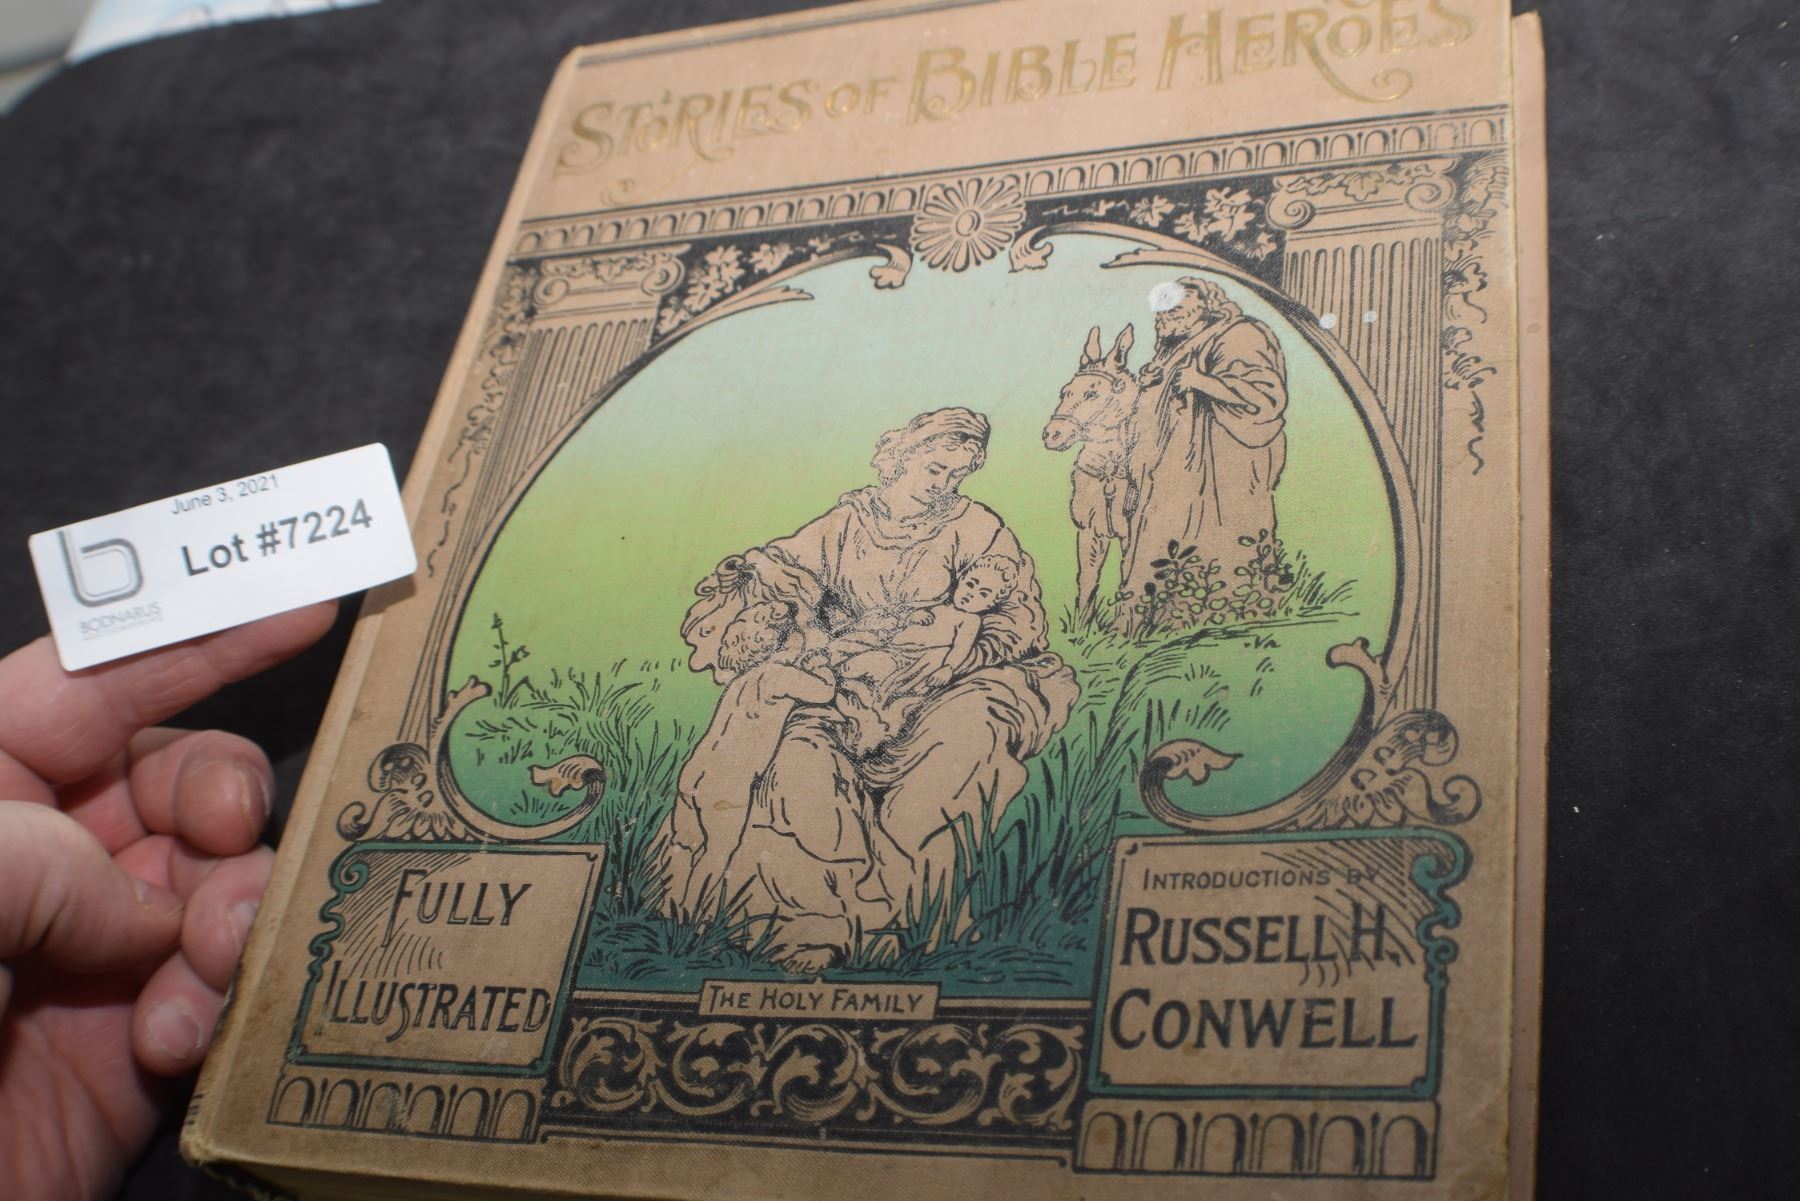 STORIES OF BIBLE HEROES
June 3, 2021
Lot #7224
BODNARUS
AUCTIONEERING
FULLY
ILLUSTRATED
THE HOLY FAMILY
INTRODUCTIONS BY
RUSSELL H.
CONWELL